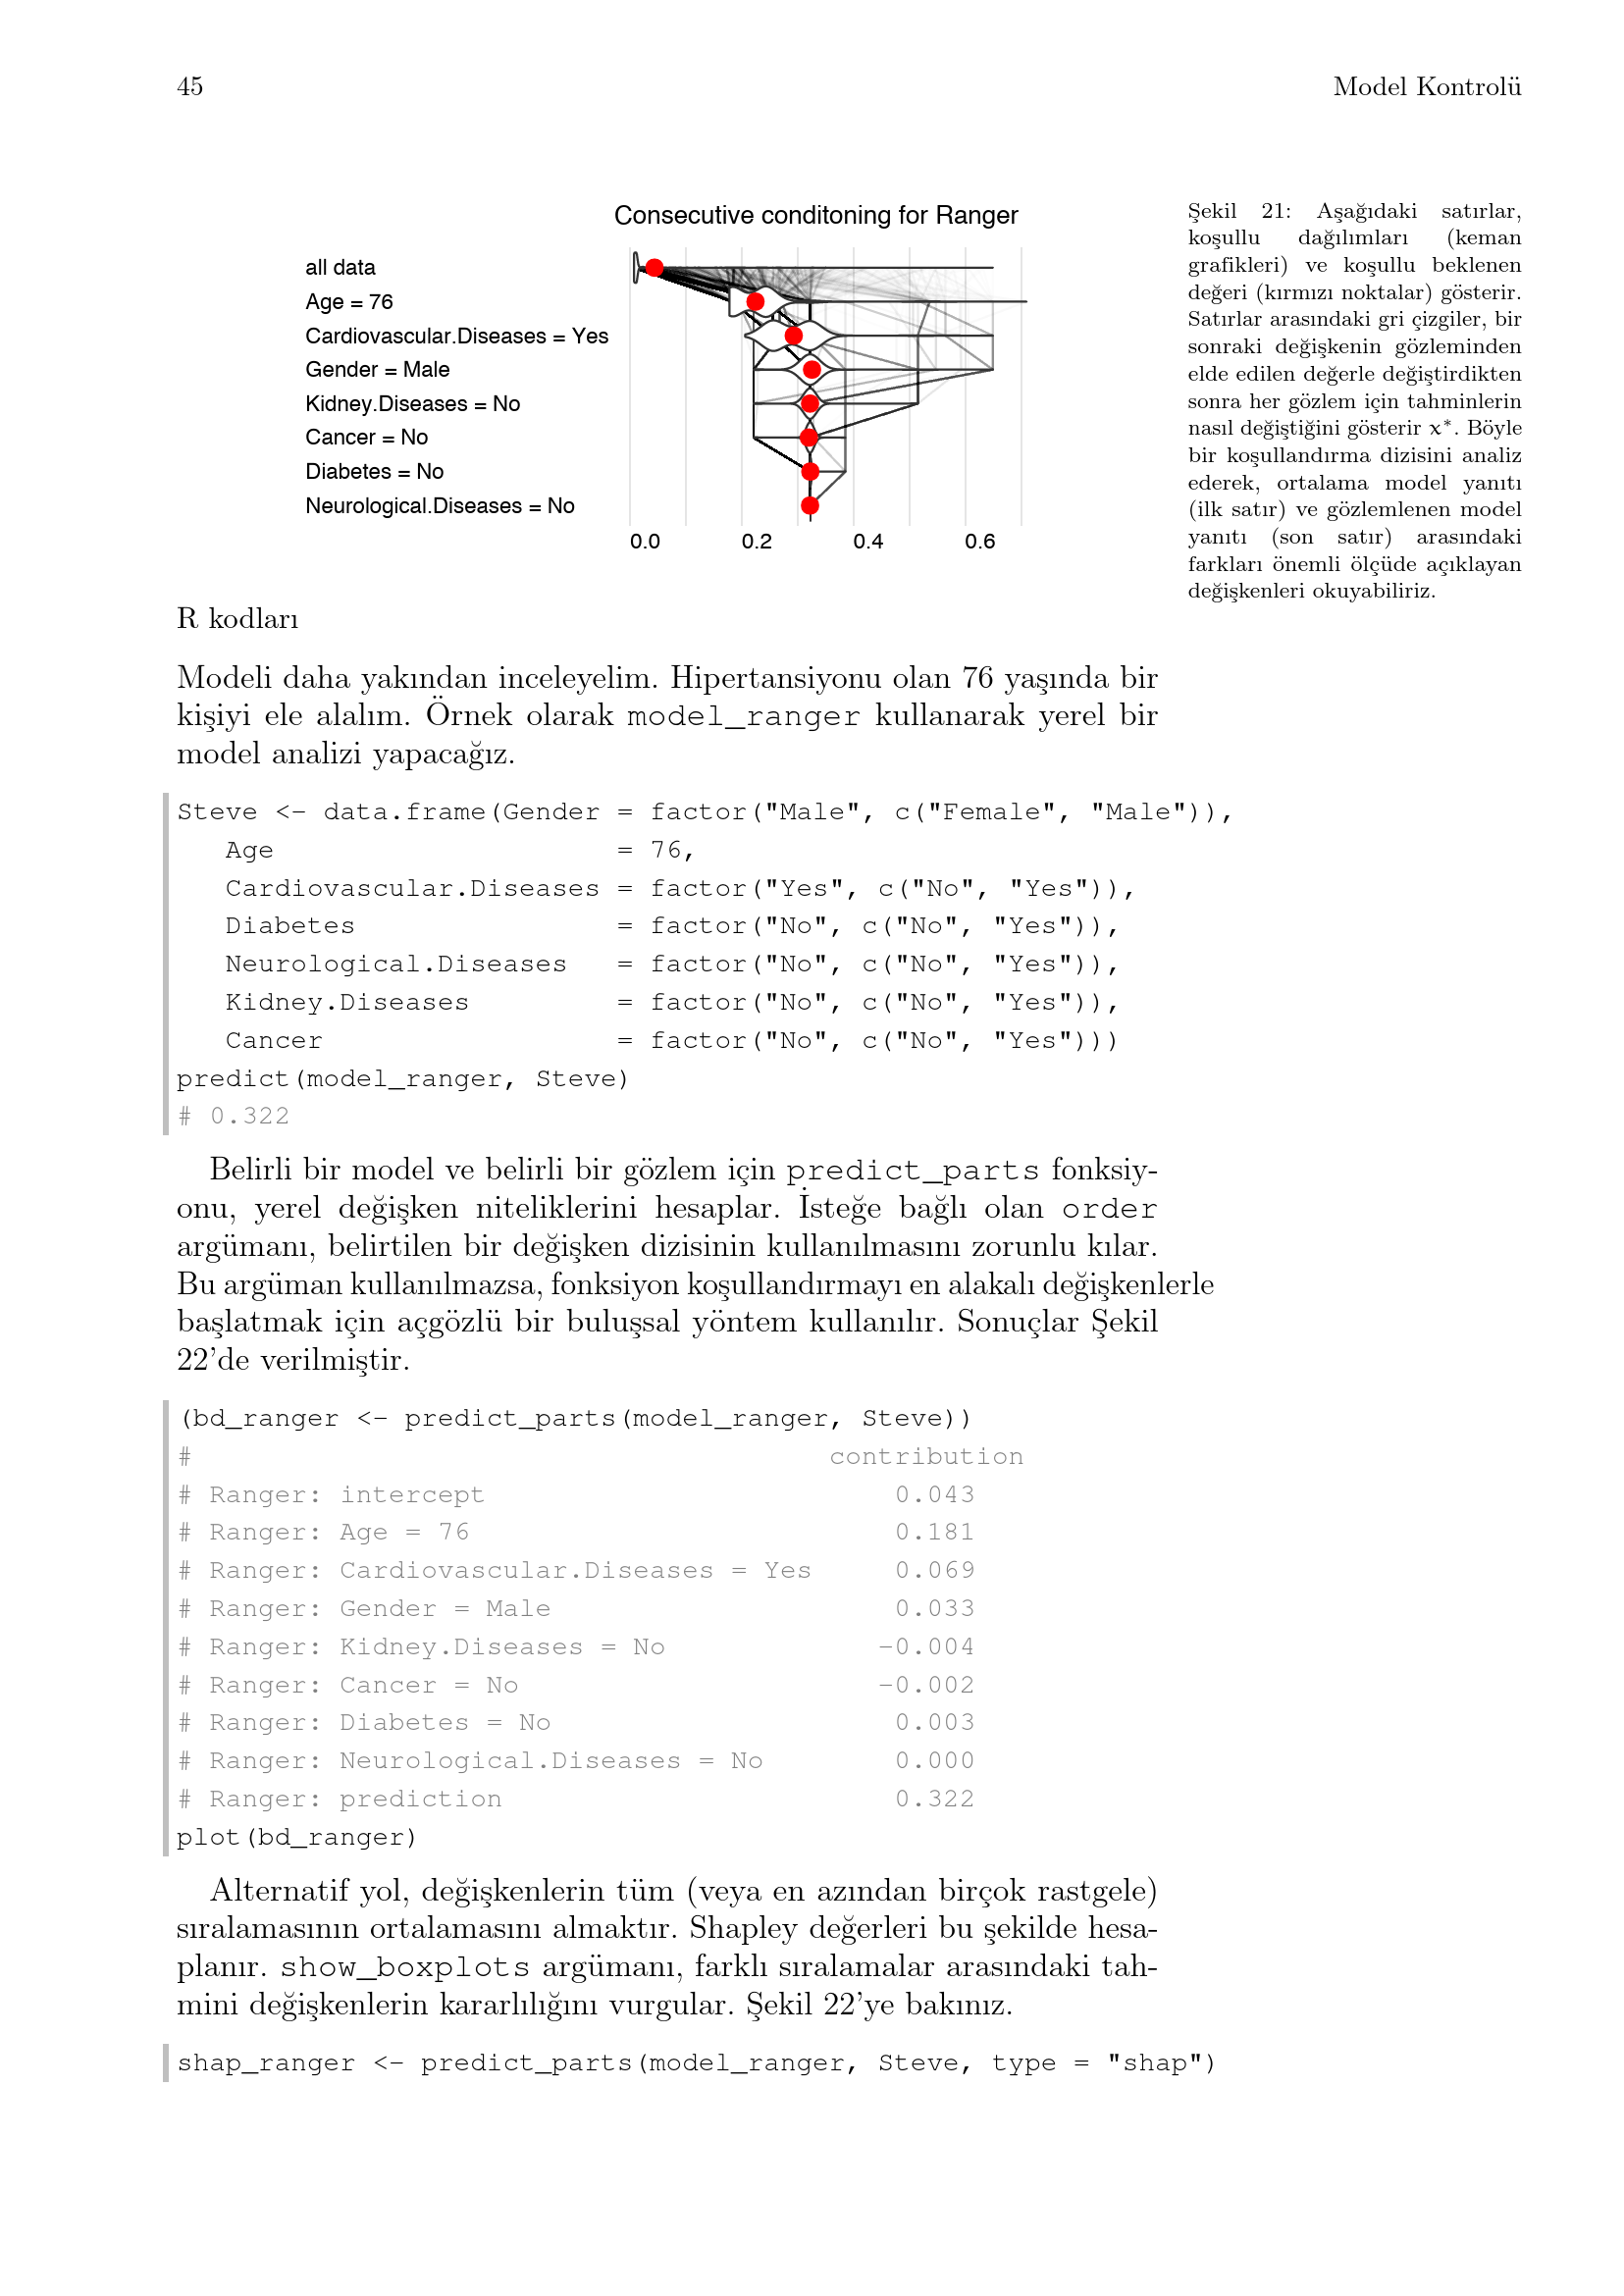 45
Model Kontrolü
Consecutive conditoning for Ranger
all data
Age = 76
Cardiovascular.Diseases = Yes
Gender = Male
Kidney.Diseases = No
Cancer = No
Diabetes = No
Neurological.Diseases = No
0.0 0.2 0.4 0.6
Şekil 21: Aşağıdaki satırlar,
koşullu dağılımları (keman
grafikleri) ve koşullu beklenen
değeri (kırmızı noktalar) gösterir.
Satırlar arasındaki gri çizgiler, bir
sonraki değişkenin gözleminden
elde edilen değerle değiştirdikten
sonra her gözlem için tahminlerin
nasıl değiştiğini gösterir x*. Böyle
bir koşullandırma dizisini analiz
ederek, ortalama model yanıtı
(ilk satır) ve gözlemlenen model
yanıtı (son satır) arasındaki
farkları önemli ölçüde açıklayan
değişkenleri okuyabiliriz.
R kodları
Modeli daha yakından inceleyelim. Hipertansiyonu olan 76 yaşında bir
kişiyi ele alalım. Örnek olarak model_ranger kullanarak yerel bir
model analizi yapacağız.
Steve <- data.frame(Gender = factor("Male", c("Female", "Male")),
   Age                     = 76,
   Cardiovascular.Diseases = factor("Yes", c("No", "Yes")),
   Diabetes                = factor("No", c("No", "Yes")),
   Neurological.Diseases   = factor("No", c("No", "Yes")),
   Kidney.Diseases         = factor("No", c("No", "Yes")),
   Cancer                  = factor("No", c("No", "Yes")))
predict(model_ranger, Steve)
# 0.322
Belirli bir model ve belirli bir gözlem için predict_parts fonksiy-
onu, yerel değişken niteliklerini hesaplar. İsteğe bağlı olan order
argümanı, belirtilen bir değişken dizisinin kullanılmasını zorunlu kılar.
Bu argüman kullanılmazsa, fonksiyon koşullandırmayı en alakalı değişkenlerle
başlatmak için açgözlü bir buluşsal yöntem kullanılır. Sonuçlar Şekil
22'de verilmiştir.
(bd_ranger <- predict_parts(model_ranger, Steve))
#                                       contribution
# Ranger: intercept                         0.043
# Ranger: Age = 76                          0.181
# Ranger: Cardiovascular.Diseases = Yes     0.069
# Ranger: Gender = Male                     0.033
# Ranger: Kidney.Diseases = No             -0.004
# Ranger: Cancer = No                      -0.002
# Ranger: Diabetes = No                     0.003
# Ranger: Neurological.Diseases = No        0.000
# Ranger: prediction                        0.322
plot(bd_ranger)
Alternatif yol, değişkenlerin tüm (veya en azından birçok rastgele)
sıralamasının ortalamasını almaktır. Shapley değerleri bu şekilde hesa-
planır. show_boxplots argümanı, farklı sıralamalar arasındaki tah-
mini değişkenlerin kararlılığını vurgular. Şekil 22'ye bakınız.
shap_ranger <- predict_parts(model_ranger, Steve, type = "shap")